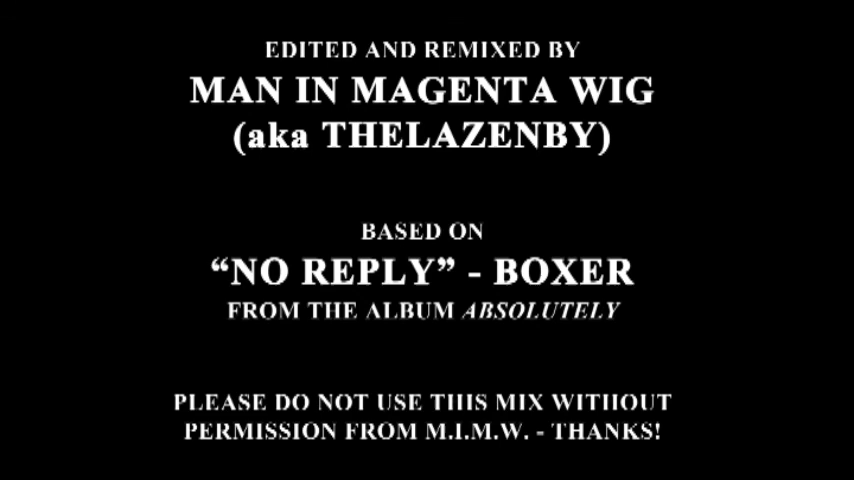 EDITED AND REMIXED BY
MAN IN MAGENTA WIG
(aka THELAZENBY)
BASED ON
“NO REPLY” - BOXER
FROM THE ALBUM ABSOLUTELY
PLEASE DO NOT USE THIS MIX WITHOUT
PERMISSION FROM M.I.M.W. - THANKS!